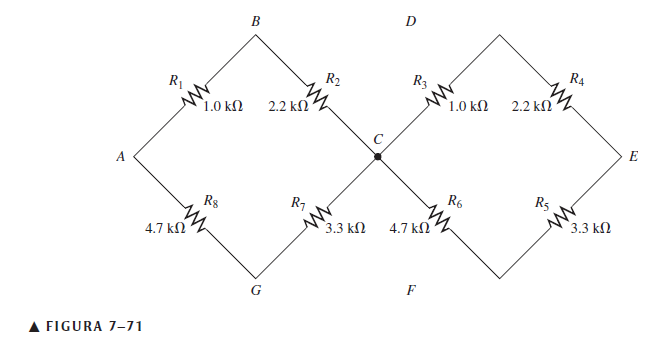 B D
R1 R2 R3 R4
1.0 kΩ 2.2 kΩ 1.0 kΩ 2.2 kΩ
C
A E
R8 R7 R6 R5
4.7 kΩ 3.3 kΩ 4.7 kΩ 3.3 kΩ
G F
▲ FIGURA 7–71